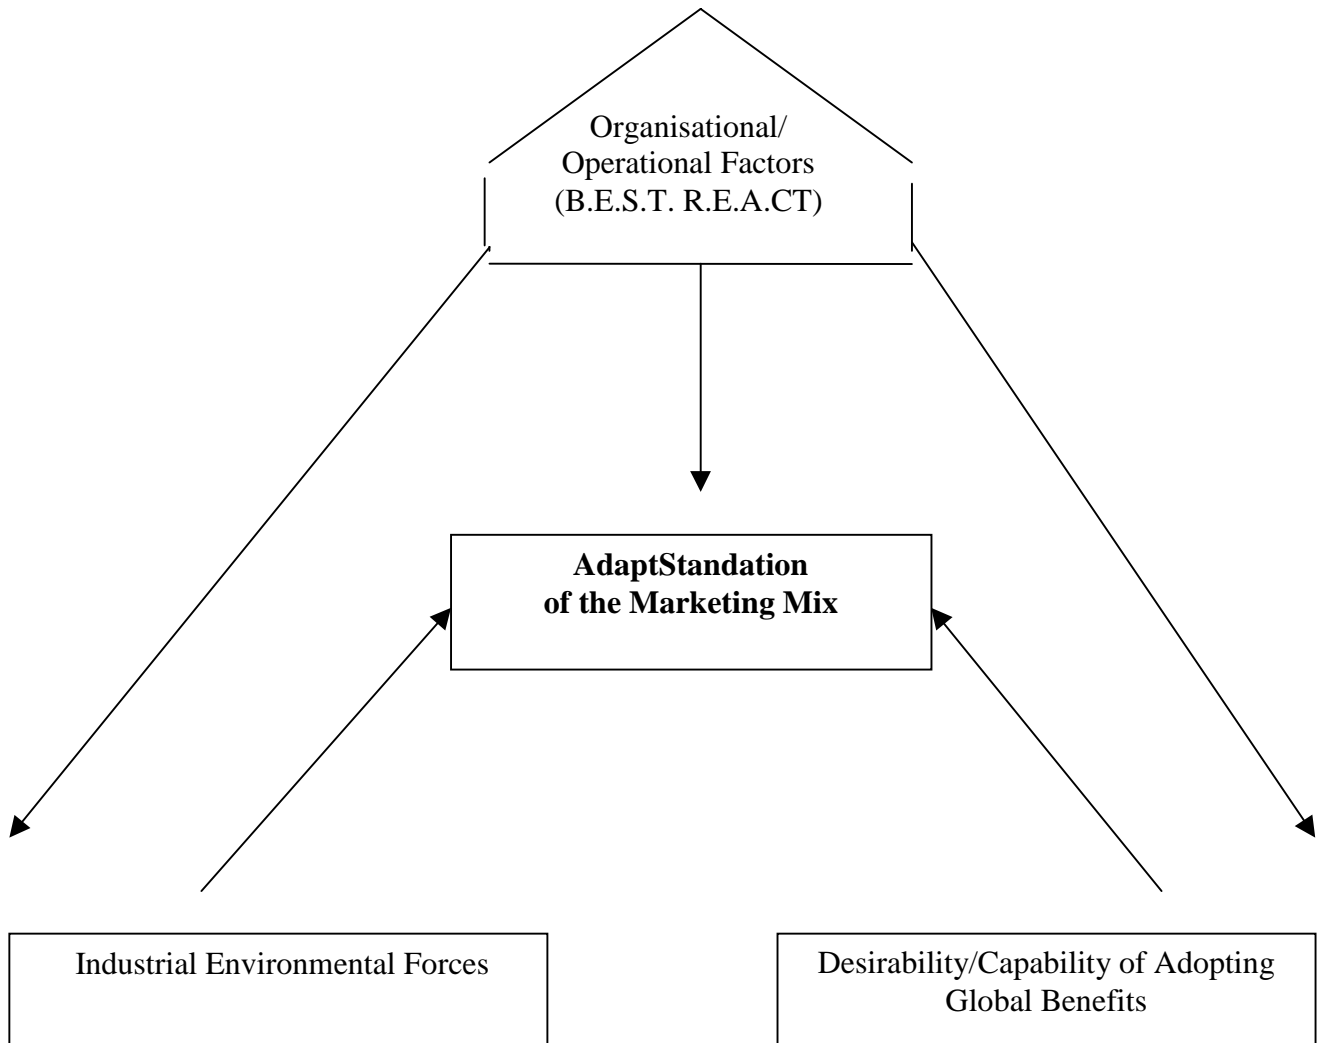 Organisational/
Operational Factors
(B.E.S.T. R.E.A.CT)
AdaptStandation
of the Marketing Mix
Industrial Environmental Forces
Desirability/Capability of Adopting
Global Benefits